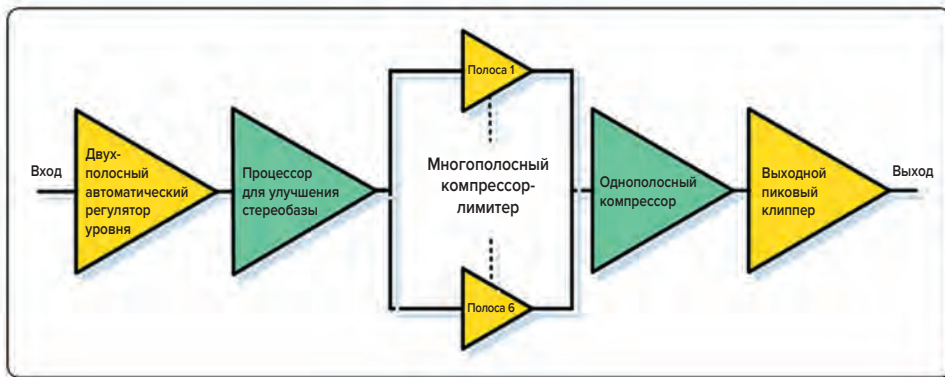 Вход
Двух-
полосный
автоматический
регулятор
уровня
Процессор
для улучшения
стереобазы
Полоса 1
Многополосный
компрессор-
лимитер
Полоса 6
Однополосный
компрессор
Выходной
пиковый
клиппер
Выход